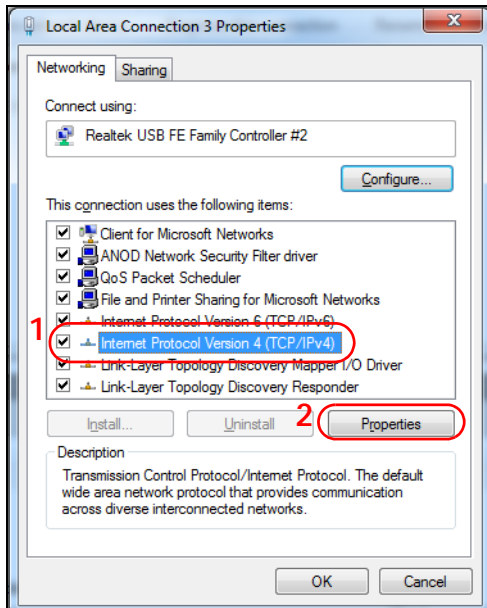 Local Area Connection 3 Properties
Networking Sharing
Connect using:
Realtek USB FE Family Controller #2
Configure...
This connection uses the following items:
Client for Microsoft Networks
ANOD Network Security Filter driver
QoS Packet Scheduler
File and Printer Sharing for Microsoft Networks
Internet Protocol Version 6 (TCP/IPv6)
1
Internet Protocol Version 4 (TCP/IPv4)
Link-Layer Topology Discovery Mapper I/O Driver
Link-Layer Topology Discovery Responder
Install... Uninstall 2 Properties
Description
Transmission Control Protocol/Internet Protocol. The default
wide area network protocol that provides communication
across diverse interconnected networks.
OK Cancel